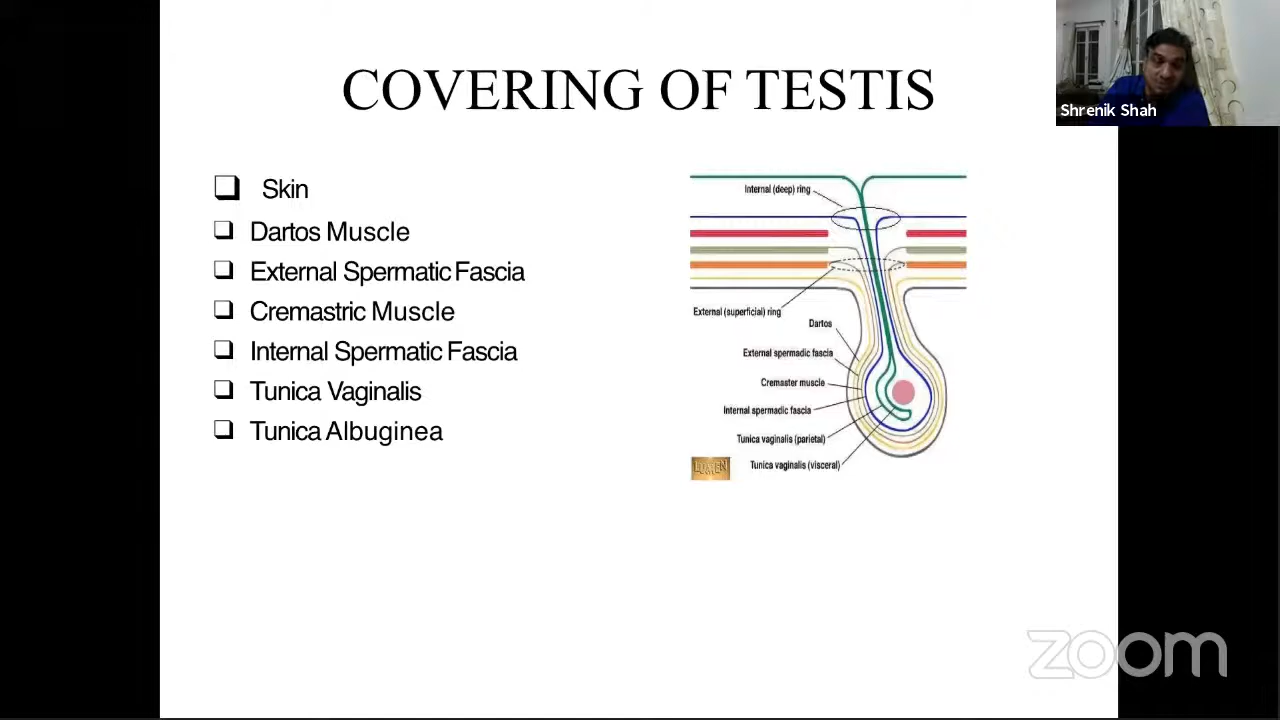 COVERING OF TESTIS
Shrenik Shah
Skin
Dartos Muscle
External Spermatic Fascia
Cremastric Muscle
Internal Spermatic Fascia
Tunica Vaginalis
Tunica Albuginea
Internal (deep) ring
External (superficial) ring
Dartos
External spermadic fascia
Cremaster muscle
Internal spermadic fascia
Tunica vaginalis (parietal)
Tunica vaginalis (visceral)
LUMEN
zoom